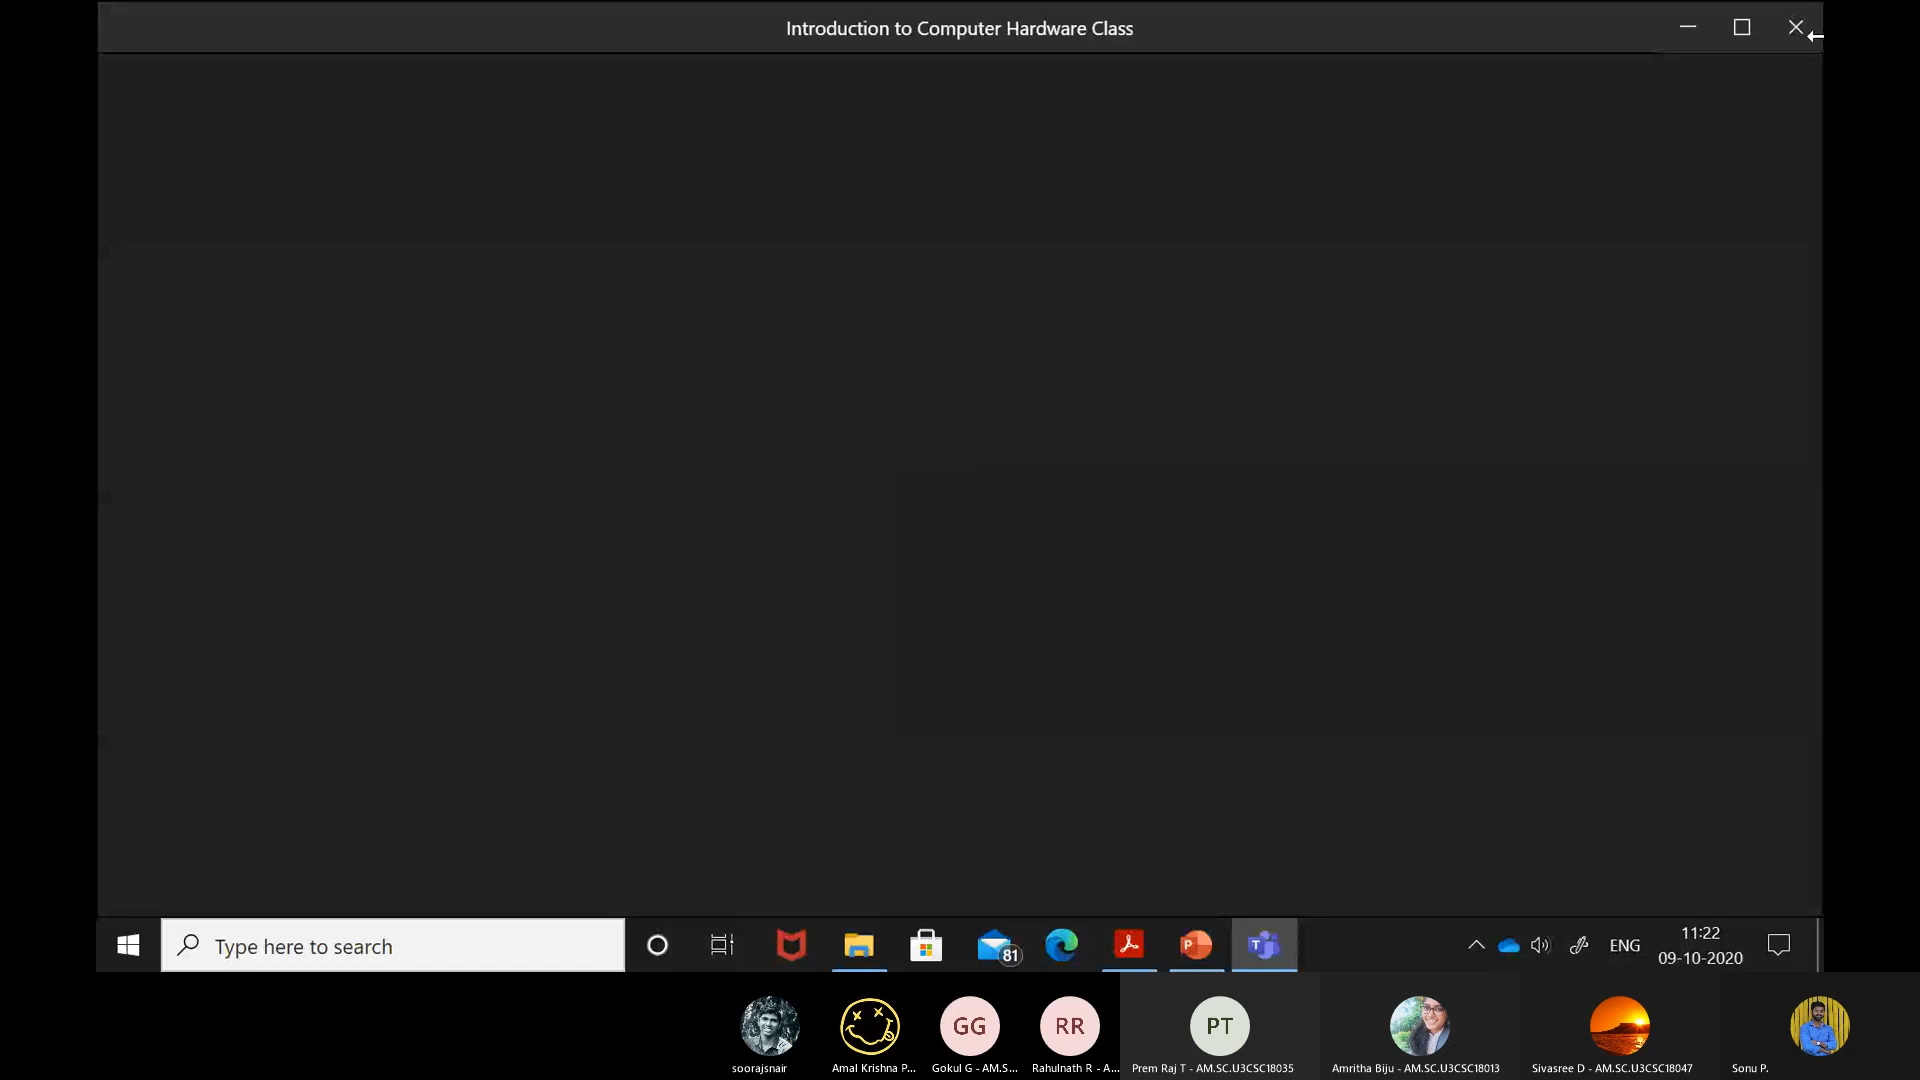 Introduction to Computer Hardware Class
Type here to search
81
P
T
ENG
11:22
09-10-2020
GG
RR
PT
soorajsnair
Amal Krishna P...
Gokul G - AM.S...
Rahulnath R - A...
Prem Raj T - AM.SC.U3CSC18035
Amritha Biju - AM.SC.U3CSC18013
Sivasree D - AM.SC.U3CSC18047
Sonu P.